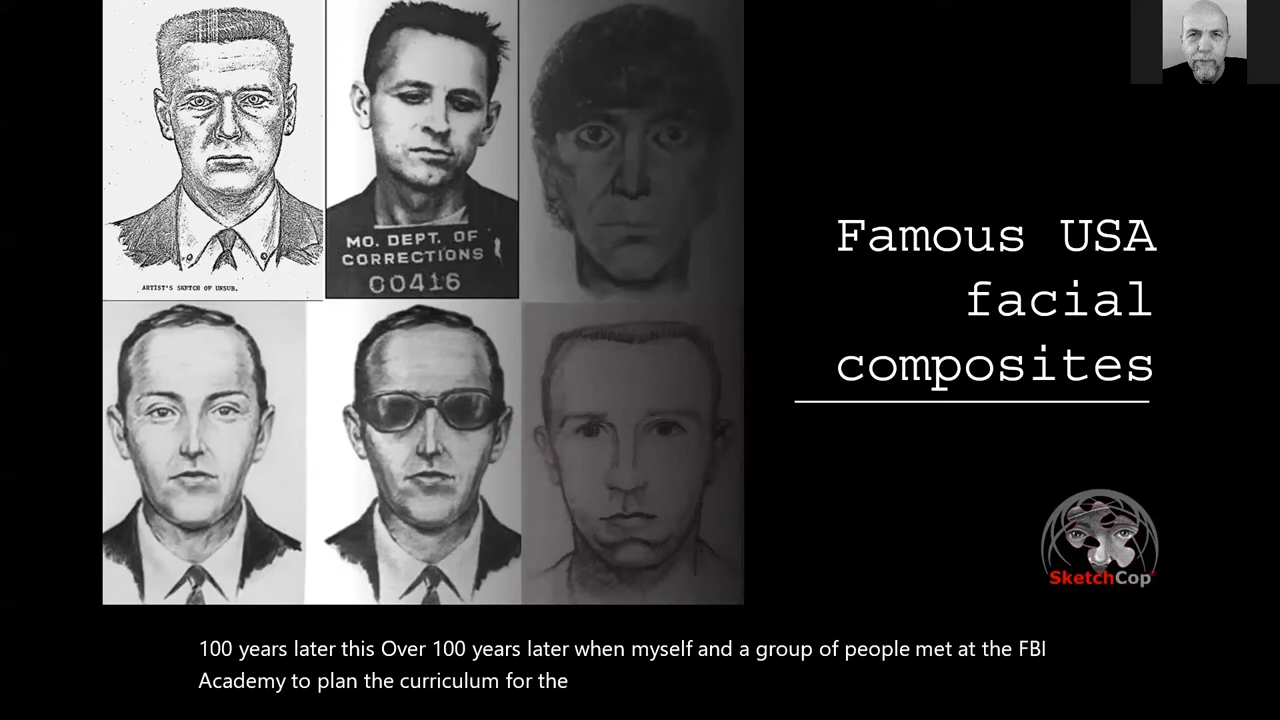 ARTIST'S SKETCH OF UNSUB.
MO. DEPT. OF
CORRECTIONS
00416
Famous USA
facial
composites
SketchCop
100 years later this Over 100 years later when myself and a group of people met at the FBI
Academy to plan the curriculum for the